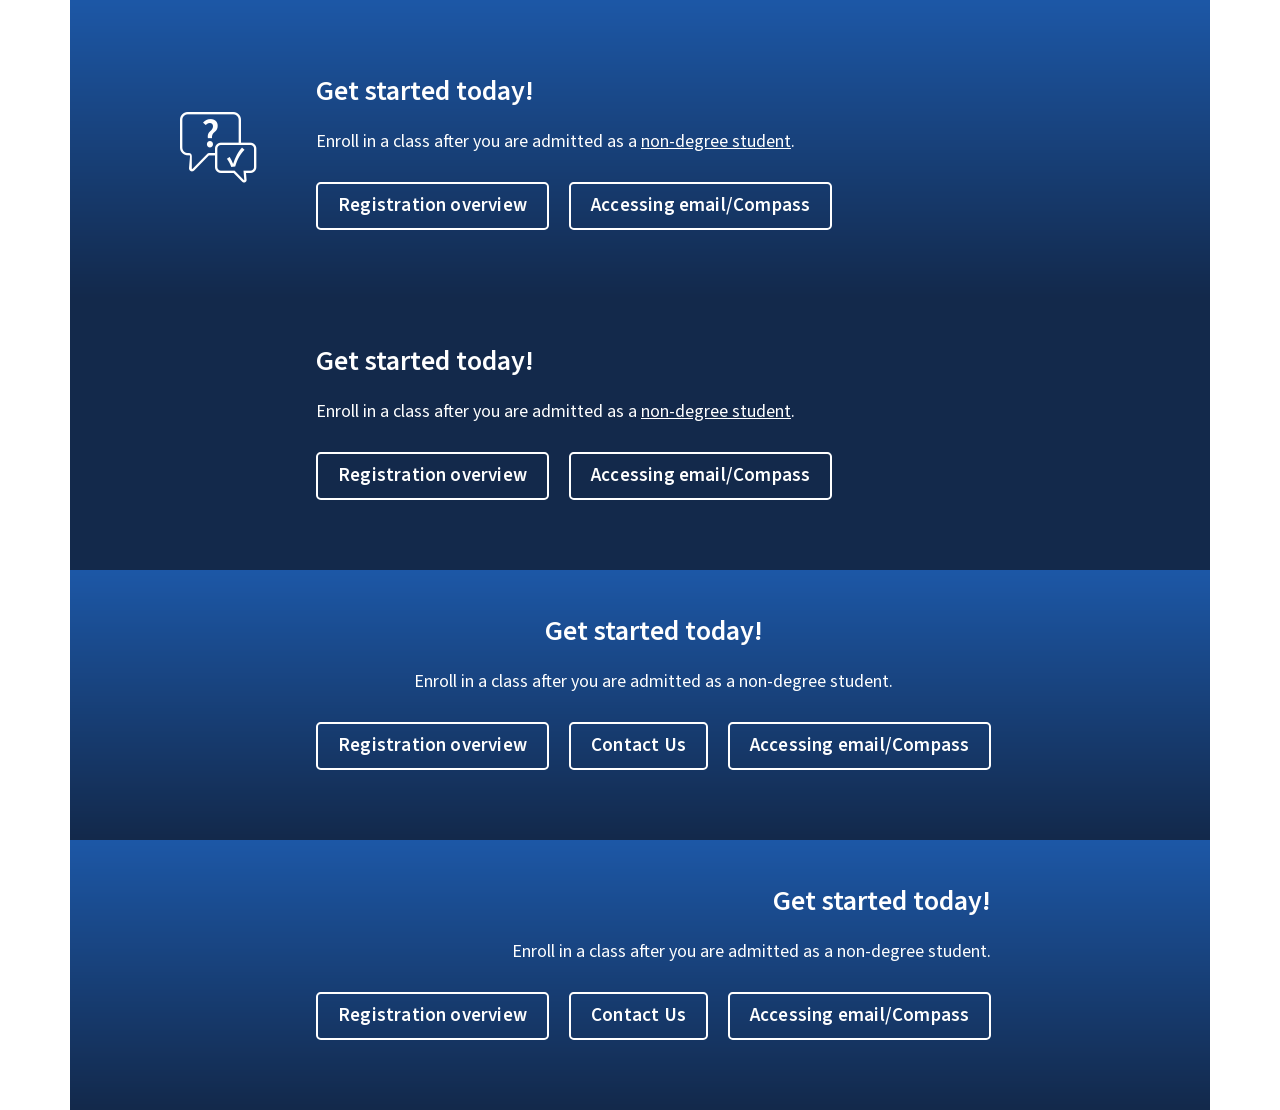 Get started today!
?
Enroll in a class after you are admitted as a non-degree student.
Registration overview Accessing email/Compass
Get started today!
Enroll in a class after you are admitted as a non-degree student.
Registration overview Accessing email/Compass
Get started today!
Enroll in a class after you are admitted as a non-degree student.
Registration overview Contact Us Accessing email/Compass
Get started today!
Enroll in a class after you are admitted as a non-degree student.
Registration overview Contact Us Accessing email/Compass